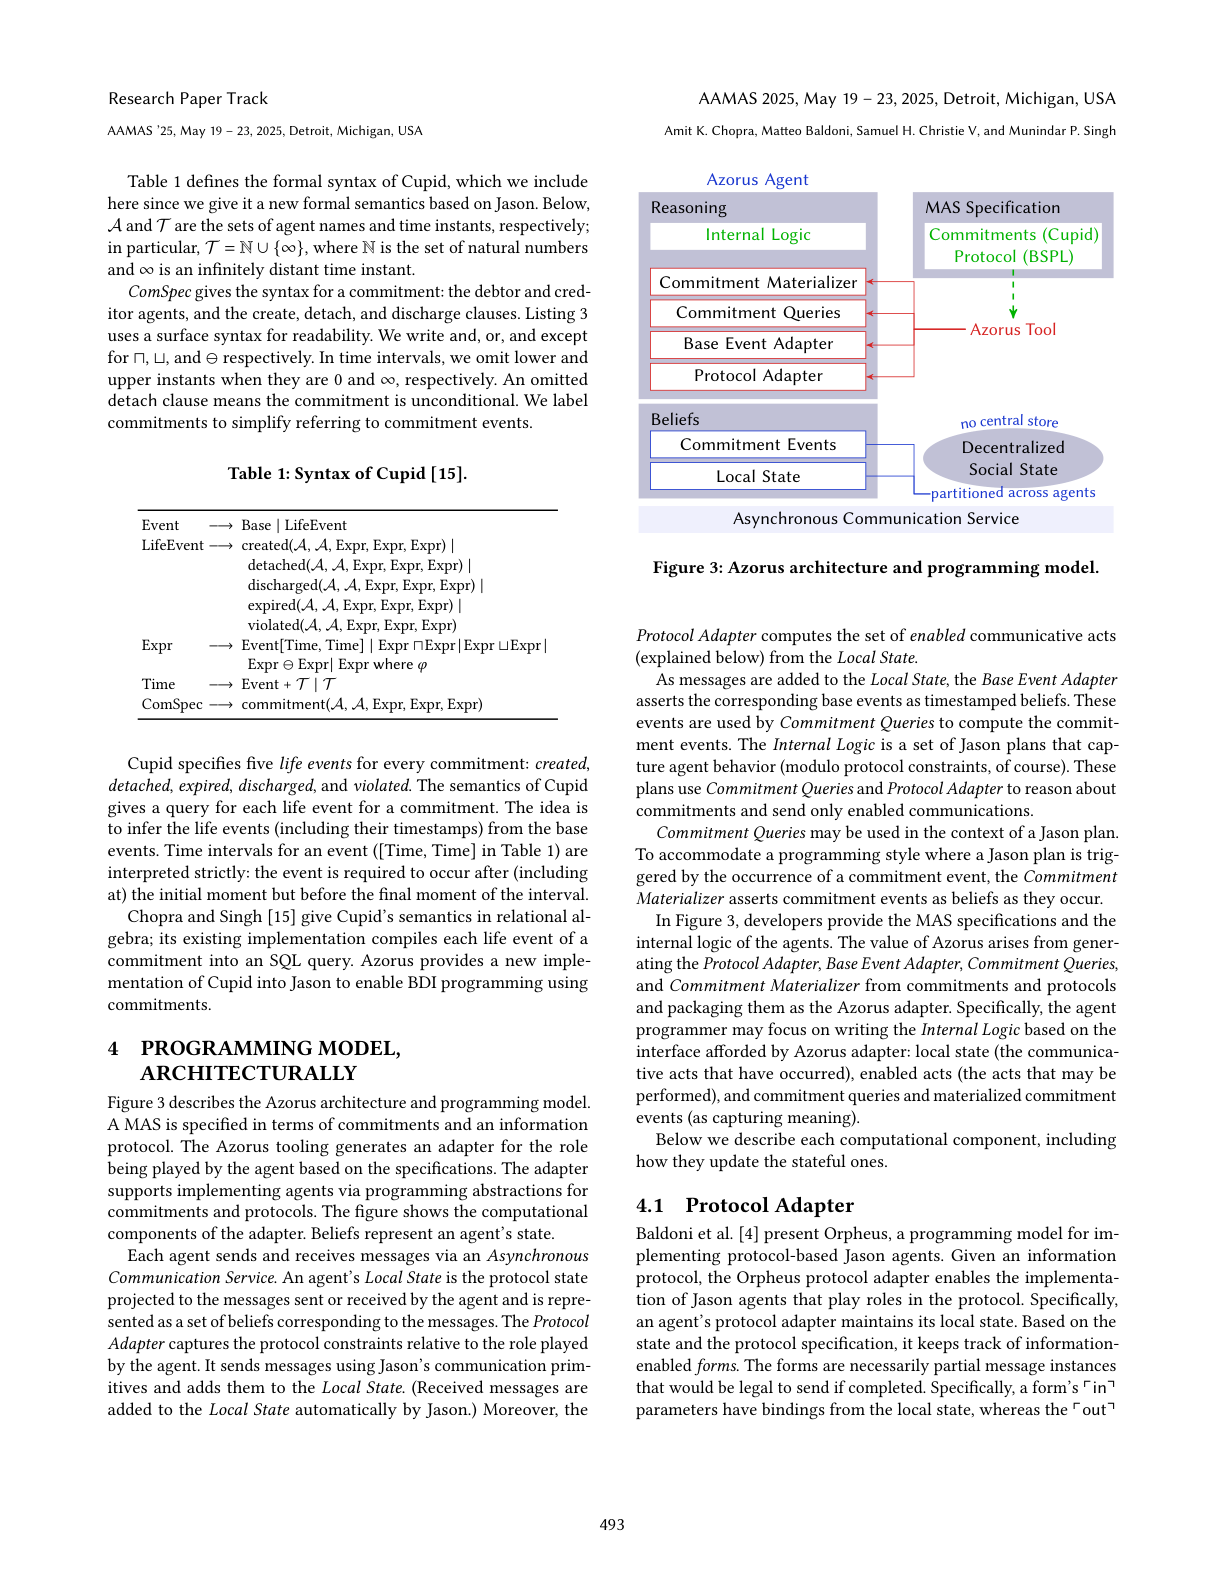 Research Paper Track
AAMAS 2025, May 19 – 23, 2025, Detroit, Michigan, USA
AAMAS ’25, May 19 – 23, 2025, Detroit, Michigan, USA
Amit K. Chopra, Matteo Baldoni, Samuel H. Christie V, and Munindar P. Singh
Table 1 defines the formal syntax of Cupid, which we include
here since we give it a new formal semantics based on Jason. Below,
𝒜 and 𝒯 are the sets of agent names and time instants, respectively;
in particular, 𝒯 = ℕ ∪ {∞}, where ℕ is the set of natural numbers
and ∞ is an infinitely distant time instant.
ComSpec gives the syntax for a commitment: the debtor and cred-
itor agents, and the create, detach, and discharge clauses. Listing 3
uses a surface syntax for readability. We write and, or, and except
for ⊓, ⊔, and ⊖ respectively. In time intervals, we omit lower and
upper instants when they are 0 and ∞, respectively. An omitted
detach clause means the commitment is unconditional. We label
commitments to simplify referring to commitment events.
Table 1: Syntax of Cupid [15].
Event ⟶ Base | LifeEvent
LifeEvent ⟶ created(𝒜, 𝒜, Expr, Expr, Expr) |
detached(𝒜, 𝒜, Expr, Expr, Expr) |
discharged(𝒜, 𝒜, Expr, Expr, Expr) |
expired(𝒜, 𝒜, Expr, Expr, Expr) |
violated(𝒜, 𝒜, Expr, Expr, Expr)
Expr ⟶ Event[Time, Time] | Expr ⊓ Expr | Expr ⊔ Expr |
Expr ⊖ Expr | Expr where φ
Time ⟶ Event + 𝒯 | 𝒯
ComSpec ⟶ commitment(𝒜, 𝒜, Expr, Expr, Expr)
Cupid specifies five life events for every commitment: created,
detached, expired, discharged, and violated. The semantics of Cupid
gives a query for each life event for a commitment. The idea is
to infer the life events (including their timestamps) from the base
events. Time intervals for an event ([Time, Time] in Table 1) are
interpreted strictly: the event is required to occur after (including
at) the initial moment but before the final moment of the interval.
Chopra and Singh [15] give Cupid’s semantics in relational al-
gebra; its existing implementation compiles each life event of a
commitment into an SQL query. Azorus provides a new imple-
mentation of Cupid into Jason to enable BDI programming using
commitments.
4 PROGRAMMING MODEL,
ARCHITECTURALLY
Figure 3 describes the Azorus architecture and programming model.
A MAS is specified in terms of commitments and an information
protocol. The Azorus tooling generates an adapter for the role
being played by the agent based on the specifications. The adapter
supports implementing agents via programming abstractions for
commitments and protocols. The figure shows the computational
components of the adapter. Beliefs represent an agent’s state.
Each agent sends and receives messages via an Asynchronous
Communication Service. An agent’s Local State is the protocol state
projected to the messages sent or received by the agent and is repre-
sented as a set of beliefs corresponding to the messages. The Protocol
Adapter captures the protocol constraints relative to the role played
by the agent. It sends messages using Jason’s communication prim-
itives and adds them to the Local State. (Received messages are
added to the Local State automatically by Jason.) Moreover, the
Azorus Agent
Reasoning
Internal Logic
Commitment Materializer
Commitment Queries
Base Event Adapter
Protocol Adapter
MAS Specification
Commitments (Cupid)
Protocol (BSPL)
Azorus Tool
Beliefs
Commitment Events
Local State
no central store
Decentralized
Social State
partitioned across agents
Asynchronous Communication Service
Figure 3: Azorus architecture and programming model.
Protocol Adapter computes the set of enabled communicative acts
(explained below) from the Local State.
As messages are added to the Local State, the Base Event Adapter
asserts the corresponding base events as timestamped beliefs. These
events are used by Commitment Queries to compute the commit-
ment events. The Internal Logic is a set of Jason plans that cap-
ture agent behavior (modulo protocol constraints, of course). These
plans use Commitment Queries and Protocol Adapter to reason about
commitments and send only enabled communications.
Commitment Queries may be used in the context of a Jason plan.
To accommodate a programming style where a Jason plan is trig-
gered by the occurrence of a commitment event, the Commitment
Materializer asserts commitment events as beliefs as they occur.
In Figure 3, developers provide the MAS specifications and the
internal logic of the agents. The value of Azorus arises from gener-
ating the Protocol Adapter, Base Event Adapter, Commitment Queries,
and Commitment Materializer from commitments and protocols
and packaging them as the Azorus adapter. Specifically, the agent
programmer may focus on writing the Internal Logic based on the
interface afforded by Azorus adapter: local state (the communica-
tive acts that have occurred), enabled acts (the acts that may be
performed), and commitment queries and materialized commitment
events (as capturing meaning).
Below we describe each computational component, including
how they update the stateful ones.
4.1 Protocol Adapter
Baldoni et al. [4] present Orpheus, a programming model for im-
plementing protocol-based Jason agents. Given an information
protocol, the Orpheus protocol adapter enables the implementa-
tion of Jason agents that play roles in the protocol. Specifically,
an agent’s protocol adapter maintains its local state. Based on the
state and the protocol specification, it keeps track of information-
enabled forms. The forms are necessarily partial message instances
that would be legal to send if completed. Specifically, a form’s ⌜in⌝
parameters have bindings from the local state, whereas the ⌜out⌝
493